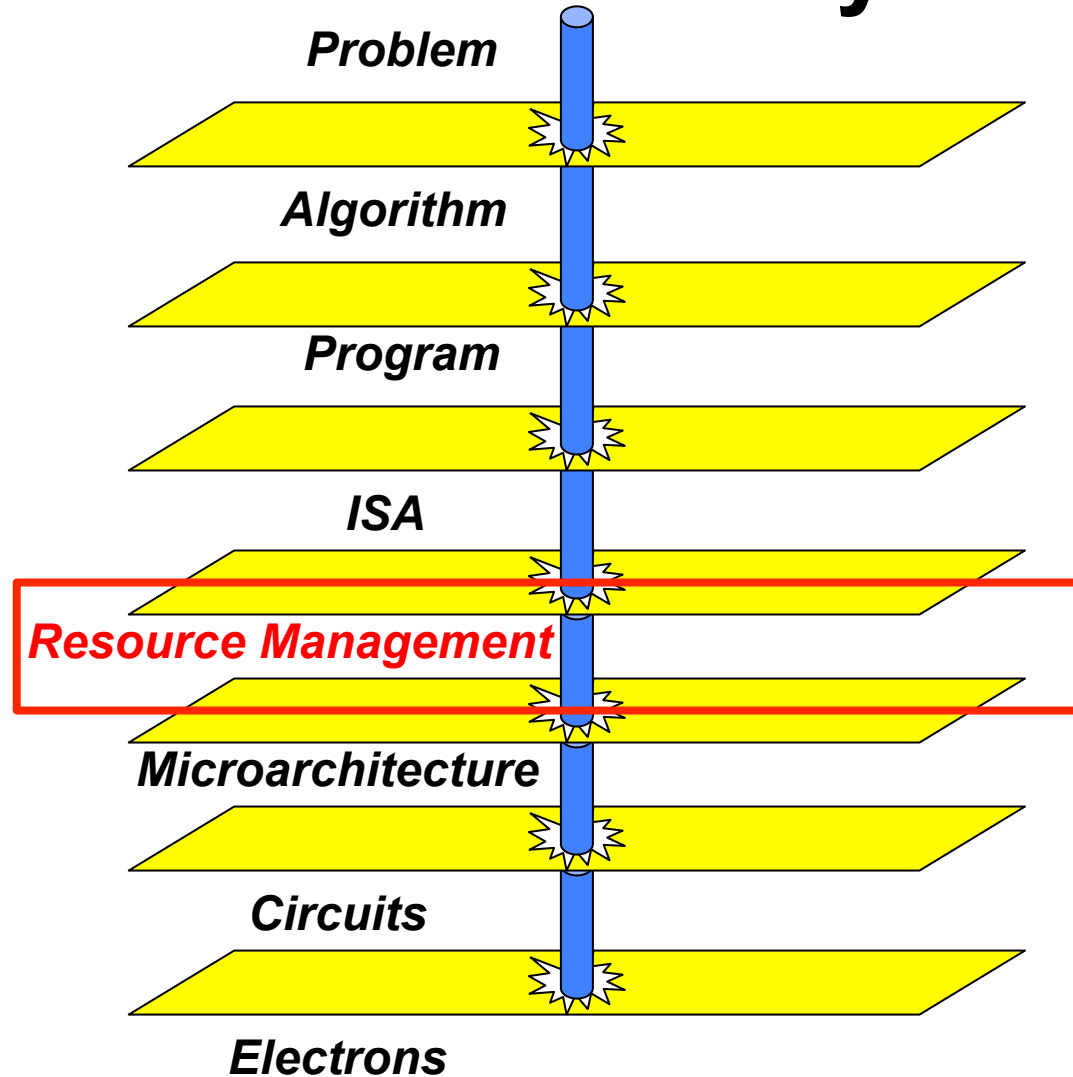 Problem
Algorithm
Program
ISA
Resource Management
Microarchitecture
Circuits
Electrons